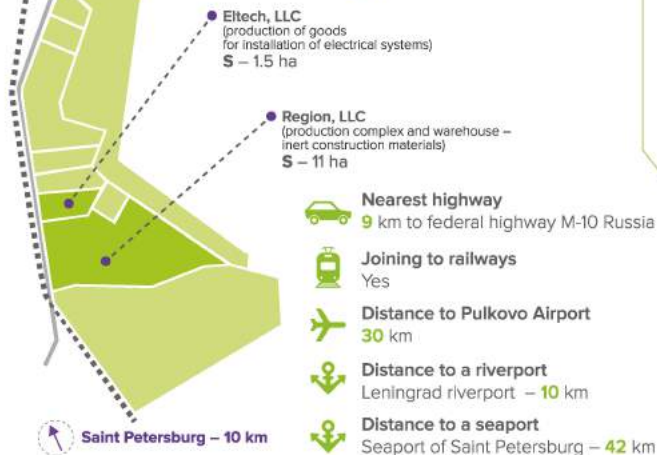 Eltech, LLC
(production of goods
for installation of electrical systems)
S – 1.5 ha
Region, LLC
(production complex and warehouse –
inert construction materials)
S – 11 ha
Nearest highway
9 km to federal highway M-10 Russia
Joining to railways
Yes
Distance to Pulkovo Airport
30 km
Distance to a riverport
Leningrad riverport – 10 km
Distance to a seaport
Seaport of Saint Petersburg – 42 km
Saint Petersburg – 10 km